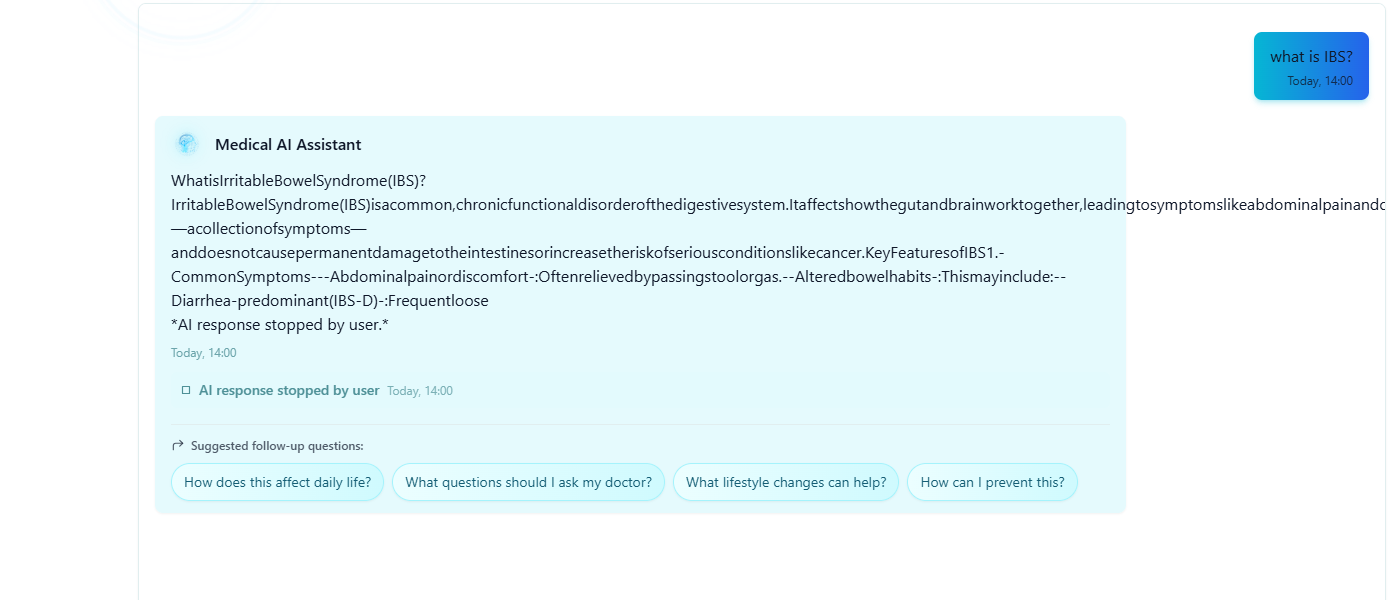 what is IBS?
Today, 14:00
Medical AI Assistant
WhatisIrritableBowelSyndrome(IBS)?
IrritableBowelSyndrome(IBS)isacommon,chronicfunctionaldisorderofthedigestivesystem.Itaffectshowthegutandbrainworktogether,leadingtosymptomslikeabdominalpainand
—acollectionofsymptoms—
anddoesnotcausepermanentdamagetotheintestinesorincreasetheriskofseriousconditionslikecancer.KeyFeaturesofIBS1.-
CommonSymptoms---Abdominalpainordiscomfort-:Oftenrelievedbypassingstoolorgas.--Alteredbowelhabits-:Thismayinclude:--
Diarrhea-predominant(IBS-D)-:Frequentloose
*AI response stopped by user.*
Today, 14:00
AI response stopped by user Today, 14:00
Suggested follow-up questions:
How does this affect daily life? What questions should I ask my doctor? What lifestyle changes can help? How can I prevent this?